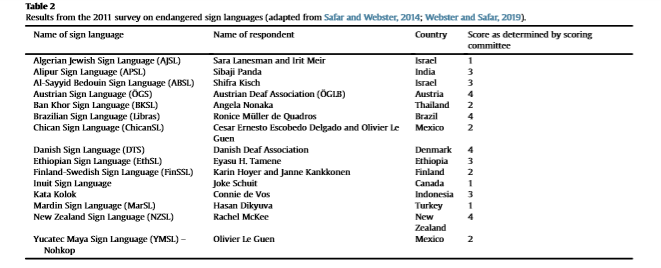 Table 2
Results from the 2011 survey on endangered sign languages (adapted from Safar and Webster, 2014; Webster and Safar, 2019).
Name of sign language Name of respondent Country Score as determined by scoring
committee
Algerian Jewish Sign Language (AJSL) Sara Lanesman and Irit Meir Israel 1
Alipur Sign Language (APSL) Sibaji Panda India 3
Al-Sayyid Bedouin Sign Language (ABSL) Shifra Kisch Israel 3
Austrian Sign Language (ÖGS) Austrian Deaf Association (ÖGLB) Austria 4
Ban Khor Sign Language (BKSL) Angela Nonaka Thailand 2
Brazilian Sign Language (Libras) Ronice Müller de Quadros Brazil 4
Chican Sign Language (ChicanSL) Cesar Ernesto Escobedo Delgado and Olivier Le Mexico 2
Guen
Danish Sign Language (DTS) Danish Deaf Association Denmark 4
Ethiopian Sign Language (EthSL) Eyasu H. Tamene Ethiopia 3
Finland-Swedish Sign Language (FinSSL) Karin Hoyer and Janne Kankkonen Finland 2
Inuit Sign Language Joke Schuit Canada 1
Kata Kolok Connie de Vos Indonesia 3
Mardin Sign Language (MarSL) Hasan Dikyuva Turkey 1
New Zealand Sign Language (NZSL) Rachel McKee New 4
Zealand
Yucatec Maya Sign Language (YMSL) – Olivier Le Guen Mexico 2
Nohkop